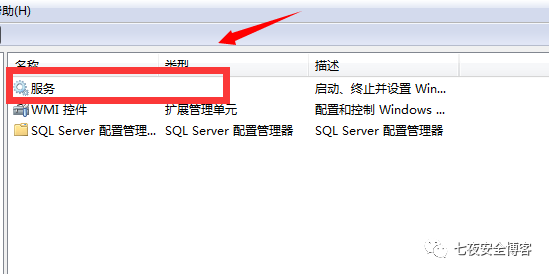 帮助(H)
名称 类型 描述
服务 启动、终止并设置 Win...
WMI 控件 扩展管理单元 配置和控制 Windows ...
SQL Server 配置管理... SQL Server 配置管理器 SQL Server 配置管理器
七夜安全博客